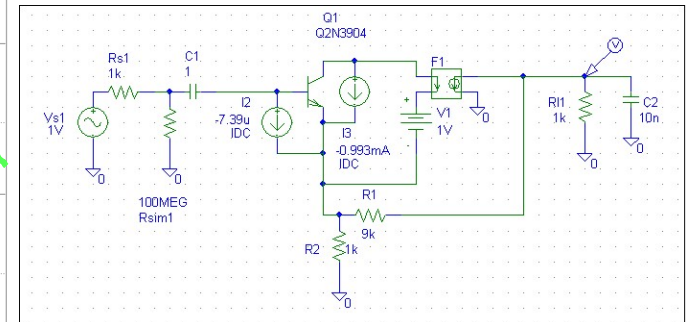 Q1
Q2N3904
Rs1
1k
C1
1
F1
Vs1
1V
I2
-7.39u
IDC
I3
-0.993mA
IDC
+
V1
1V
-
V
Rl1
1k
C2
10n
0
0
0
0
0
100MEG
Rsim1
R1
9k
R2
1k
0